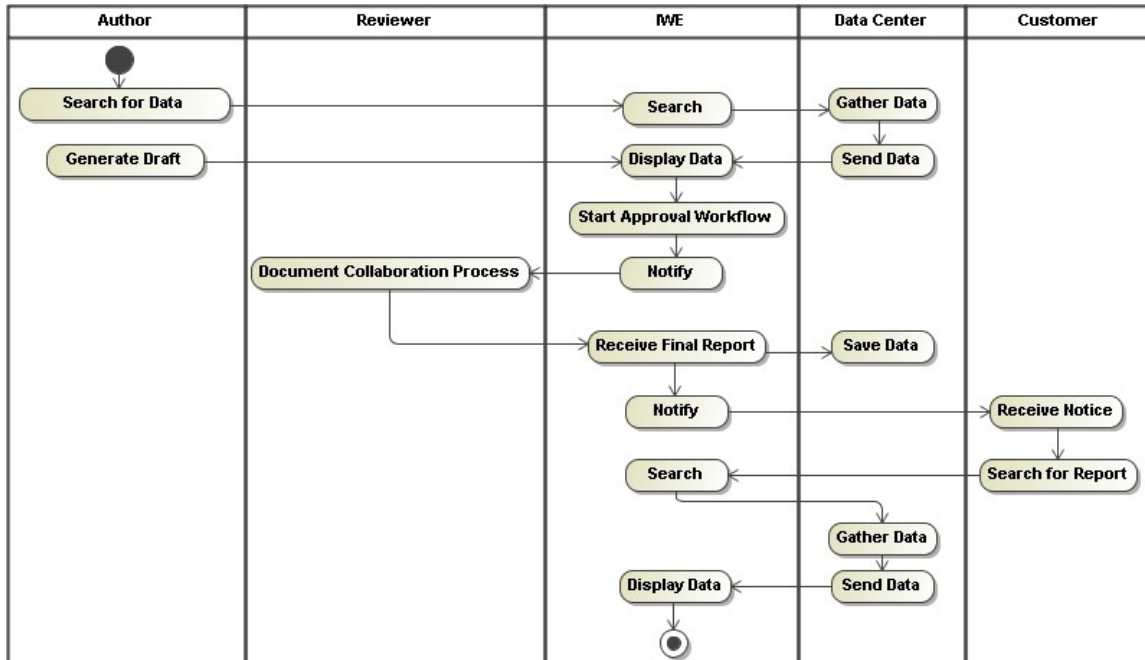 Author Reviewer IWE Data Center Customer
Search for Data Search Gather Data
Generate Draft Display Data Send Data
Start Approval Workflow
Document Collaboration Process Notify
Receive Final Report Save Data
Notify Receive Notice
Search Search for Report
Gather Data
Display Data Send Data